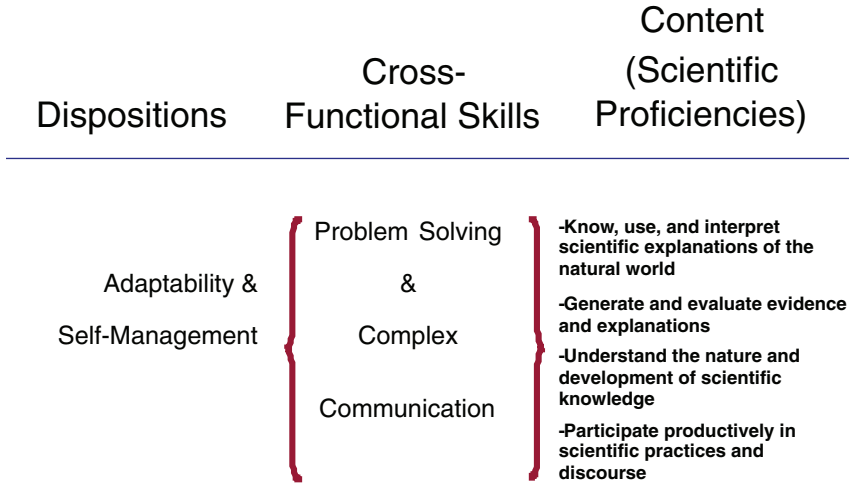 Dispositions
Cross-
Functional Skills
Content
(Scientific
Proficiencies)
Adaptability &
Self-Management
Problem Solving
&
Complex
Communication
-Know, use, and interpret
scientific explanations of the
natural world
-Generate and evaluate evidence
and explanations
-Understand the nature and
development of scientific
knowledge
-Participate productively in
scientific practices and
discourse